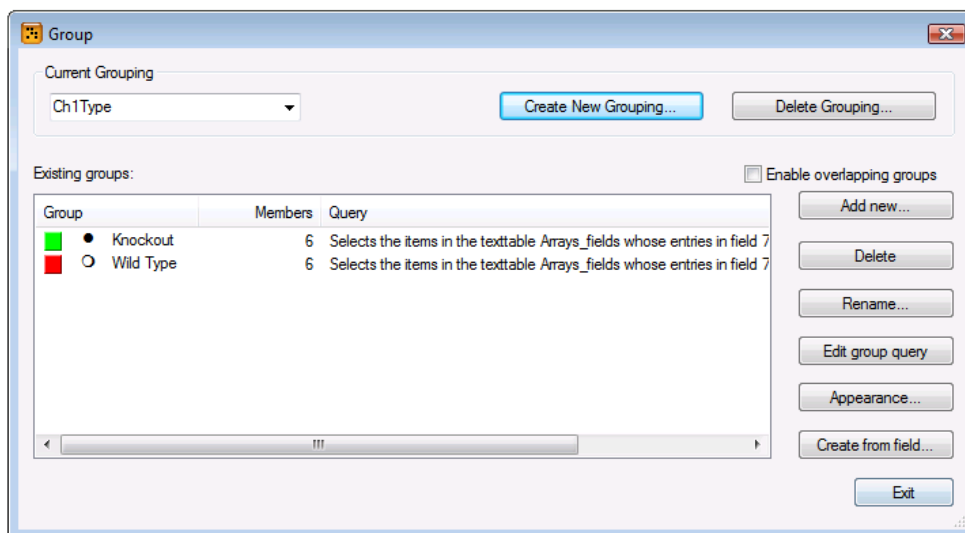 Group
Current Grouping
Ch1Type
Create New Grouping...
Delete Grouping...
Existing groups:
Enable overlapping groups
Group Members Query
Knockout 6 Selects the items in the texttable Arrays_fields whose entries in field 7
Wild Type 6 Selects the items in the texttable Arrays_fields whose entries in field 7
Add new...
Delete
Rename...
Edit group query
Appearance...
Create from field...
Exit